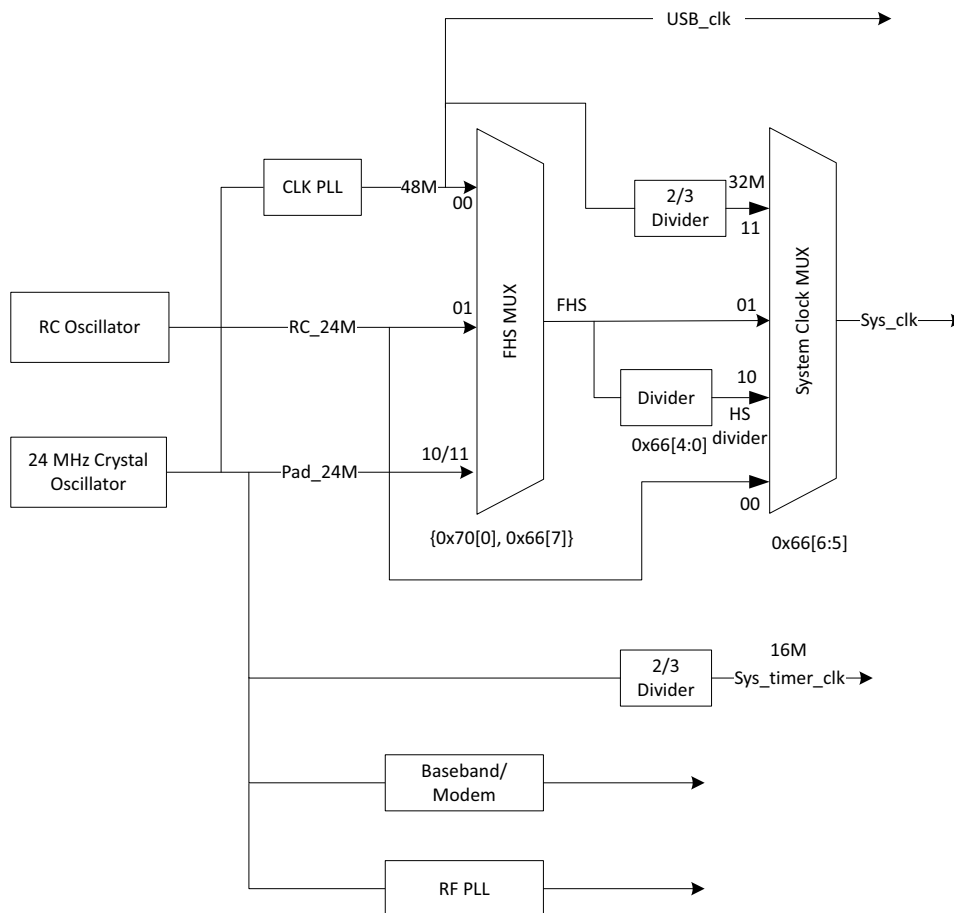 USB_clk
CLK PLL
48M
00
2/3
Divider
32M
11
RC Oscillator
RC_24M
01
FHS MUX
FHS
01
System Clock MUX
Sys_clk
Divider
10
HS
divider
0x66[4:0]
24 MHz Crystal
Oscillator
Pad_24M
10/11
00
{0x70[0], 0x66[7]}
0x66[6:5]
2/3
Divider
16M
Sys_timer_clk
Baseband/
Modem
RF PLL